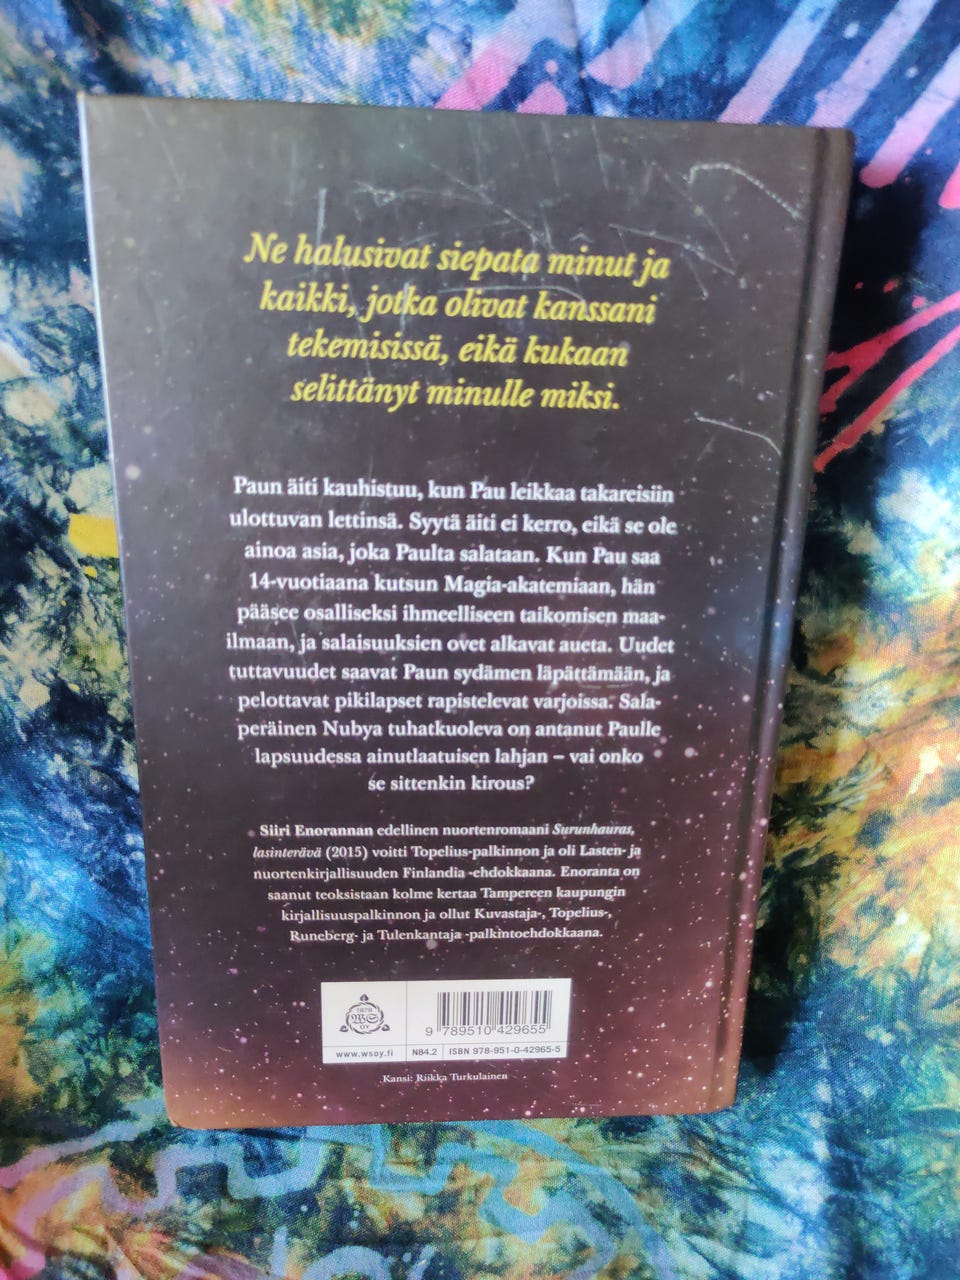 Ne halusivat siepata minut ja
kaikki, jotka olivat kanssani
tekemisissä, eikä kukaan
selittänyt minulle miksi.
Paun äiti kauhistuu, kun Pau leikkaa takareisiin
ulottuvan lettinsä. Syytä äiti ei kerro, eikä se ole
ainoa asia, joka Paulta salataan. Kun Pau saa
14-vuotiaana kutsun Magia-akatemiaan, hän
pääsee osalliseksi ihmeelliseen taikomisen maa-
ilmaan, ja salaisuuksien ovet alkavat aueta. Uudet
tuttavuudet saavat Paun sydämen läpättämään, ja
pelottavat pikilapset rapistelevat varjoissa. Sala-
peräinen Nubya tuhatkuoleva on antanut Paulle
lapsuudessa ainutlaatuisen lahjan – vai onko
se sittenkin kirous?
Siiri Enorannan edellinen nuortenromaani Surunhauras,
lasinterävä (2015) voitti Topelius-palkinnon ja oli Lasten- ja
nuortenkirjallisuuden Finlandia -ehdokkaana. Enoranta on
saanut teoksistaan kolme kertaa Tampereen kaupungin
kirjallisuuspalkinnon ja ollut Kuvastaja-, Topelius-,
Runeberg- ja Tulenkantaja -palkintoehdokkaana.
1878
WS
OY
9 789510 429655
www.wsoy.fi N84.2 ISBN 978-951-0-42965-5
Kansi: Riikka Turkulainen